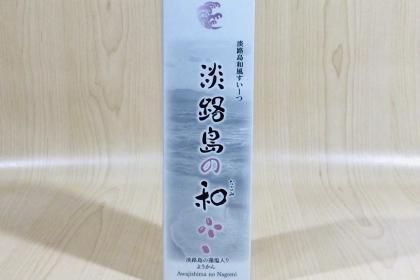 淡路島和風すいーつ
淡路島の和
なごみ
淡路島の藻塩入り
ようかん
Awajishima no Nagomi